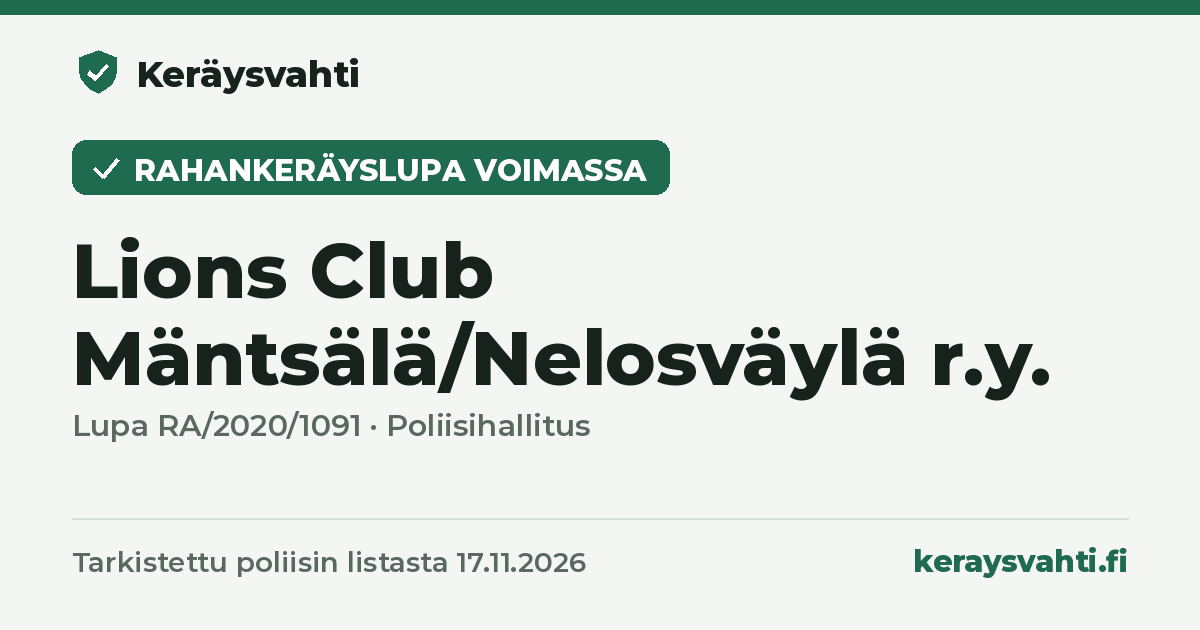 Keräysvahti
RAHANKERÄYSLUPA VOIMASSA
Lions Club
Mäntsälä/Nelosväylä r.y.
Lupa RA/2020/1091 · Poliisihallitus
Tarkistettu poliisin listasta 17.11.2026
keraysvahti.fi